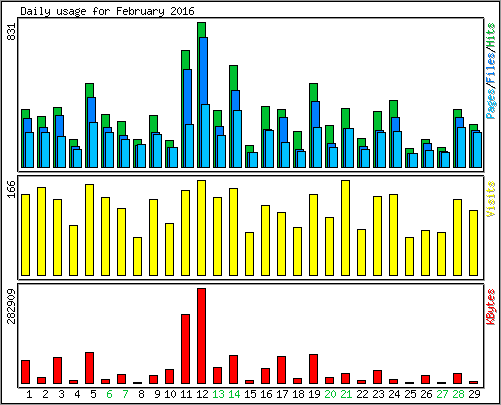 Daily usage for February 2016
831
Pages/Files/Hits
166
Visits
282909
KBytes
1 2 3 4 5 6 7 8 9 10 11 12 13 14 15 16 17 18 19 20 21 22 23 24 25 26 27 28 29